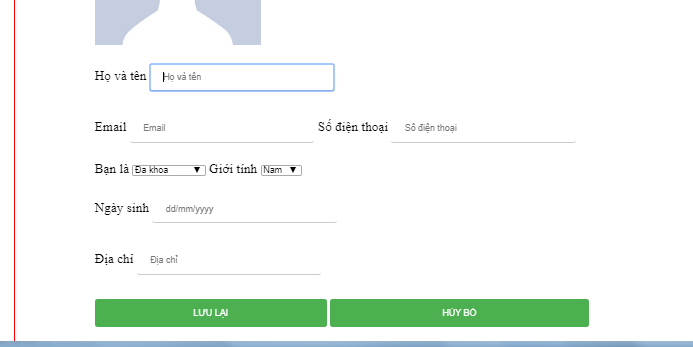 Họ và tên Họ và tên
Email Email Số điện thoại Số điện thoại
Bạn là Đa khoa Giới tính Nam
Ngày sinh dd/mm/yyyy
Địa chỉ Địa chỉ
LƯU LẠI HỦY BỎ